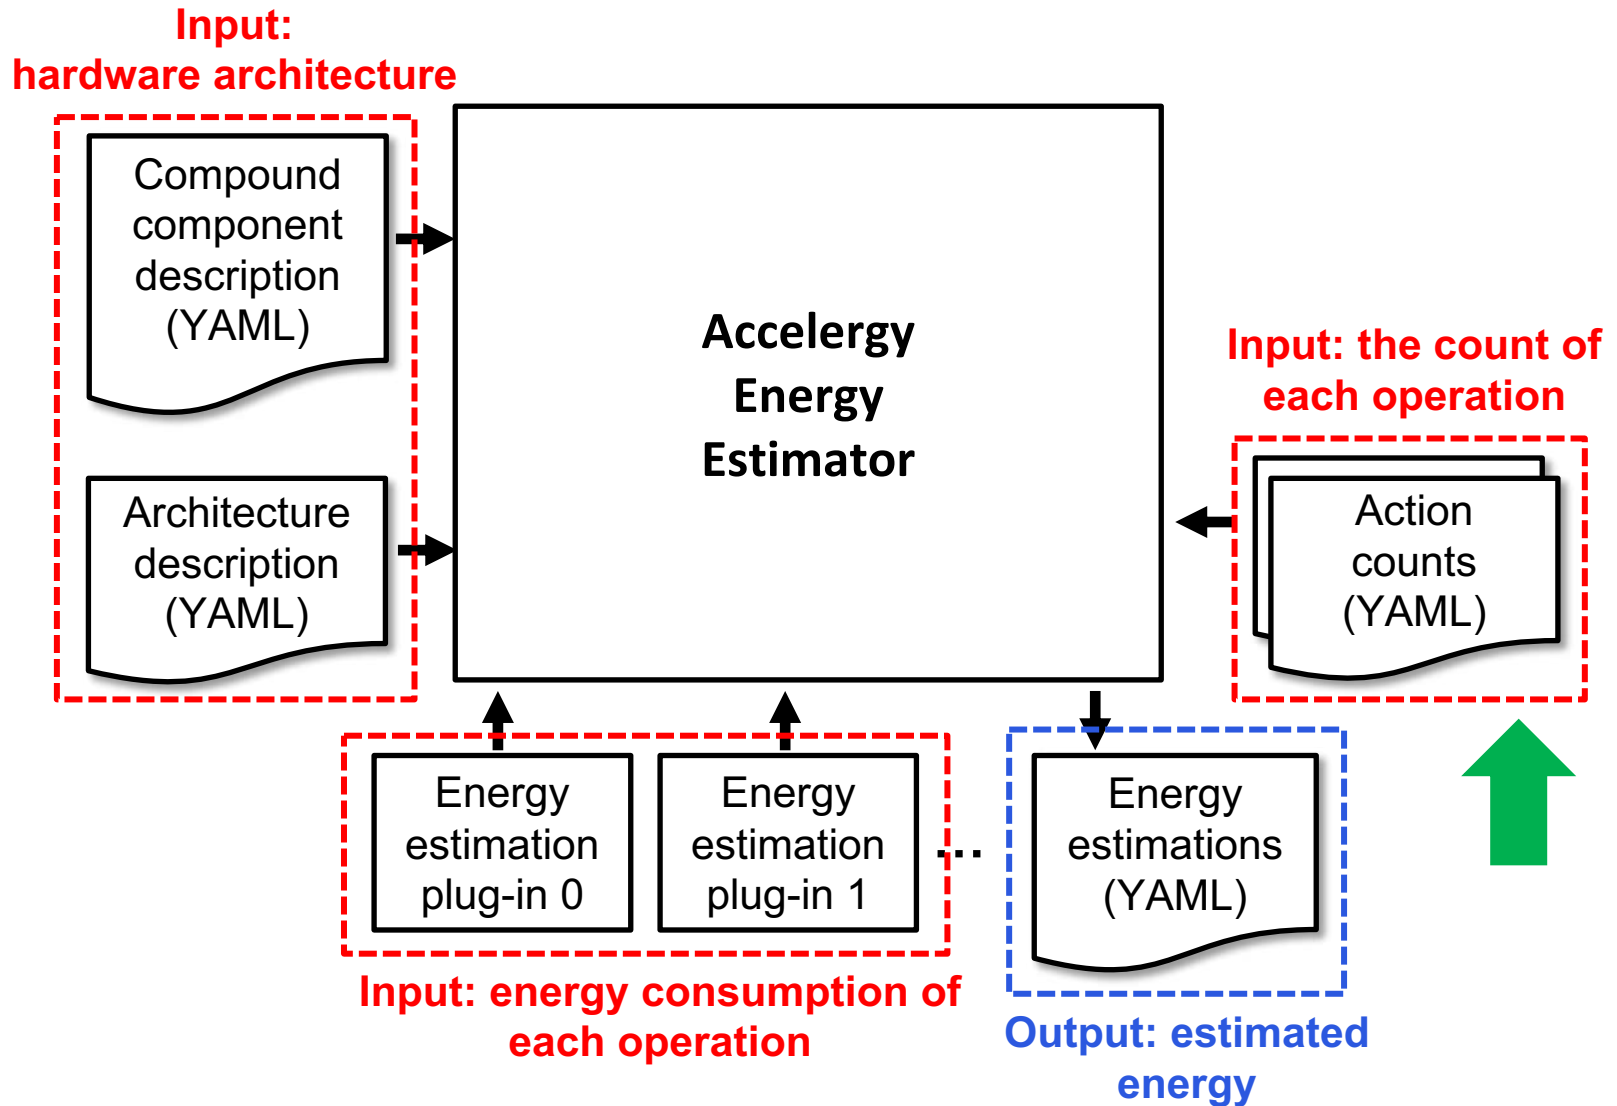 Input:
hardware architecture
Compound
component
description
(YAML)
Architecture
description
(YAML)
Accelergy
Energy
Estimator
Input: the count of
each operation
Action
counts
(YAML)
Energy
estimation
plug-in 0
Energy
estimation
plug-in 1
...
Energy
estimations
(YAML)
Input: energy consumption of
each operation
Output: estimated
energy